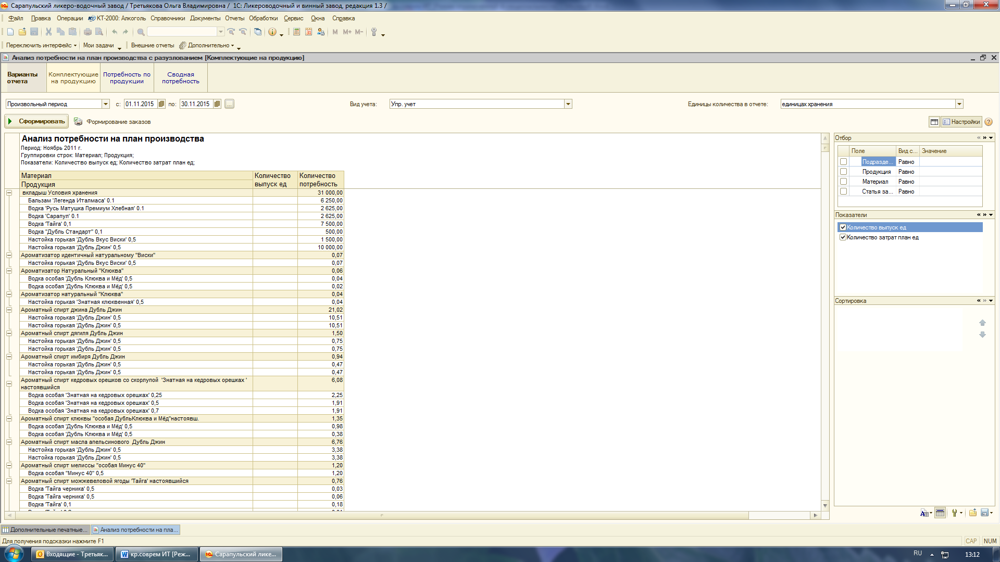 Сарапульский ликеро-водочный завод / Третьякова Ольга Владимировна / 1С: Ликероводочный и винный завод, редакция 1.3 /
Файл Правка Операции КТ-2000: Алкоголь Справочники Документы Отчеты Обработки Сервис Окна Справка
M M+ M-
Переключить интерфейс Мои задачи Внешние отчеты Дополнительно
Анализ потребности на план производства с разузлованием [Комплектующие на продукцию]
Варианты отчета
Комплектующие на продукцию
Потребность по продукции
Сводная потребность
Произвольный период с: 01.11.2015 по: 30.11.2015 ... Вид учета: Упр. учет Единицы количества в отчете: единицах хранения
Сформировать Формирование заказов Настройки ?
Анализ потребности на план производства
Период: Ноябрь 2011 г.
Группировки строк: Материал; Продукция;
Показатели: Количество выпуск ед; Количество затрат план ед;
Материал Количество Количество
Продукция выпуск ед потребность
вкладыш Условия хранения 31 000,00
Бальзам 'Легенда Италмаса' 0.1 6 250,00
Водка 'Русь Матушка Премиум Хлебная' 0.1 2 625,00
Водка 'Сарапул' 0.1 2 625,00
Водка 'Тайга' 0,1 7 500,00
Водка "Дубль Стандарт" 0,1 500,00
Настойка горькая 'Дубль Вкус Виски' 0,5 1 500,00
Настойка горькая 'Дубль Джин' 0,5 10 000,00
Ароматизатор идентичный натуральному "Виски" 0,07
Настойка горькая 'Дубль Вкус Виски' 0,5 0,07
Ароматизатор Натуральный "Клюква" 0,06
Водка особая 'Дубль Клюква и Мёд' 0,5 0,04
Водка особая 'Дубль Клюква и Мёд' 0,5 0,02
Ароматизатор натуральный "Клюква" 0,04
Настойка горькая 'Знатная клюквенная' 0,5 0,04
Ароматный спирт джина Дубль Джин 21,02
Настойка горькая 'Дубль Джин' 0,5 10,51
Настойка горькая 'Дубль Джин' 0,5 10,51
Ароматный спирт дягиля Дубль Джин 1,50
Настойка горькая 'Дубль Джин' 0,5 0,75
Настойка горькая 'Дубль Джин' 0,5 0,75
Ароматный спирт имбиря Дубль Джин 0,94
Настойка горькая 'Дубль Джин' 0,5 0,47
Настойка горькая 'Дубль Джин' 0,5 0,47
Ароматный спирт кедровых орешков со скорлупой 'Знатная на кедровых орешках ' 6,08
настоявшийся
Водка особая 'Знатная на кедровых орешках' 0,25 2,25
Водка особая 'Знатная на кедровых орешках' 0,5 1,91
Водка особая 'Знатная на кедровых орешках' 0,7 1,91
Ароматный спирт клюквы "особая ДубльКлюква и Мёд"настоявш. 1,35
Водка особая 'Дубль Клюква и Мёд' 0,5 0,98
Водка особая 'Дубль Клюква и Мёд' 0,5 0,38
Ароматный спирт масла апельсинового Дубль Джин 6,76
Настойка горькая 'Дубль Джин' 0,5 3,38
Настойка горькая 'Дубль Джин' 0,5 3,38
Ароматный спирт мелиссы "особая Минус 40" 1,20
Водка особая "Минус 40" 0,5 1,20
Ароматный спирт можжевеловой ягоды 'Тайга' настоявшийся 0,76
Водка 'Тайга черника' 0,5 0,03
Водка 'Тайга черника' 0,5 0,06
Водка 'Тайга' 0,1 0,18
Отбор
Поле Вид с... Значение
Подразде... Равно
Продукция Равно
Материал Равно
Статья за... Равно
Показатели
Количество выпуск ед
Количество затрат план ед
Сортировка
Дополнительные печатные... Анализ потребности на пла...
Для получения подсказки нажмите F1 CAP NUM
Входящие - Третьяк... кр.соврем ИТ [Реж... Сарапульский лике... RU 13:12